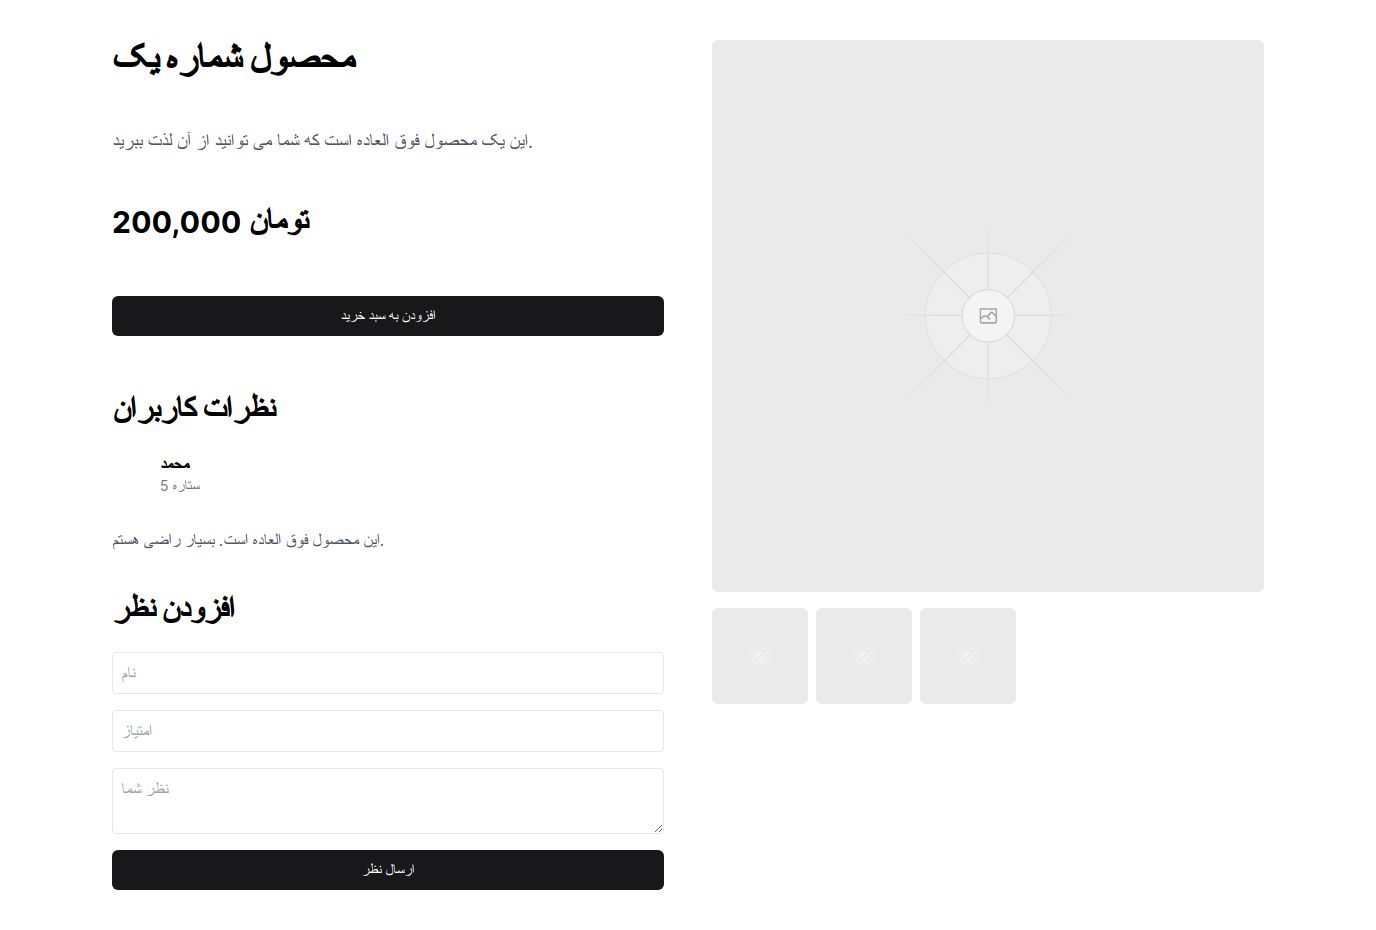 محصول شماره یک
این یک محصول فوق العاده است که شما می توانید از آن لذت ببرید.
200,000 تومان
افزودن به سبد خرید
نظرات کاربران
محمد
5 ستاره
این محصول فوق العاده است. بسیار راضی هستم.
افزودن نظر
نام
امتیاز
نظر شما
ارسال نظر